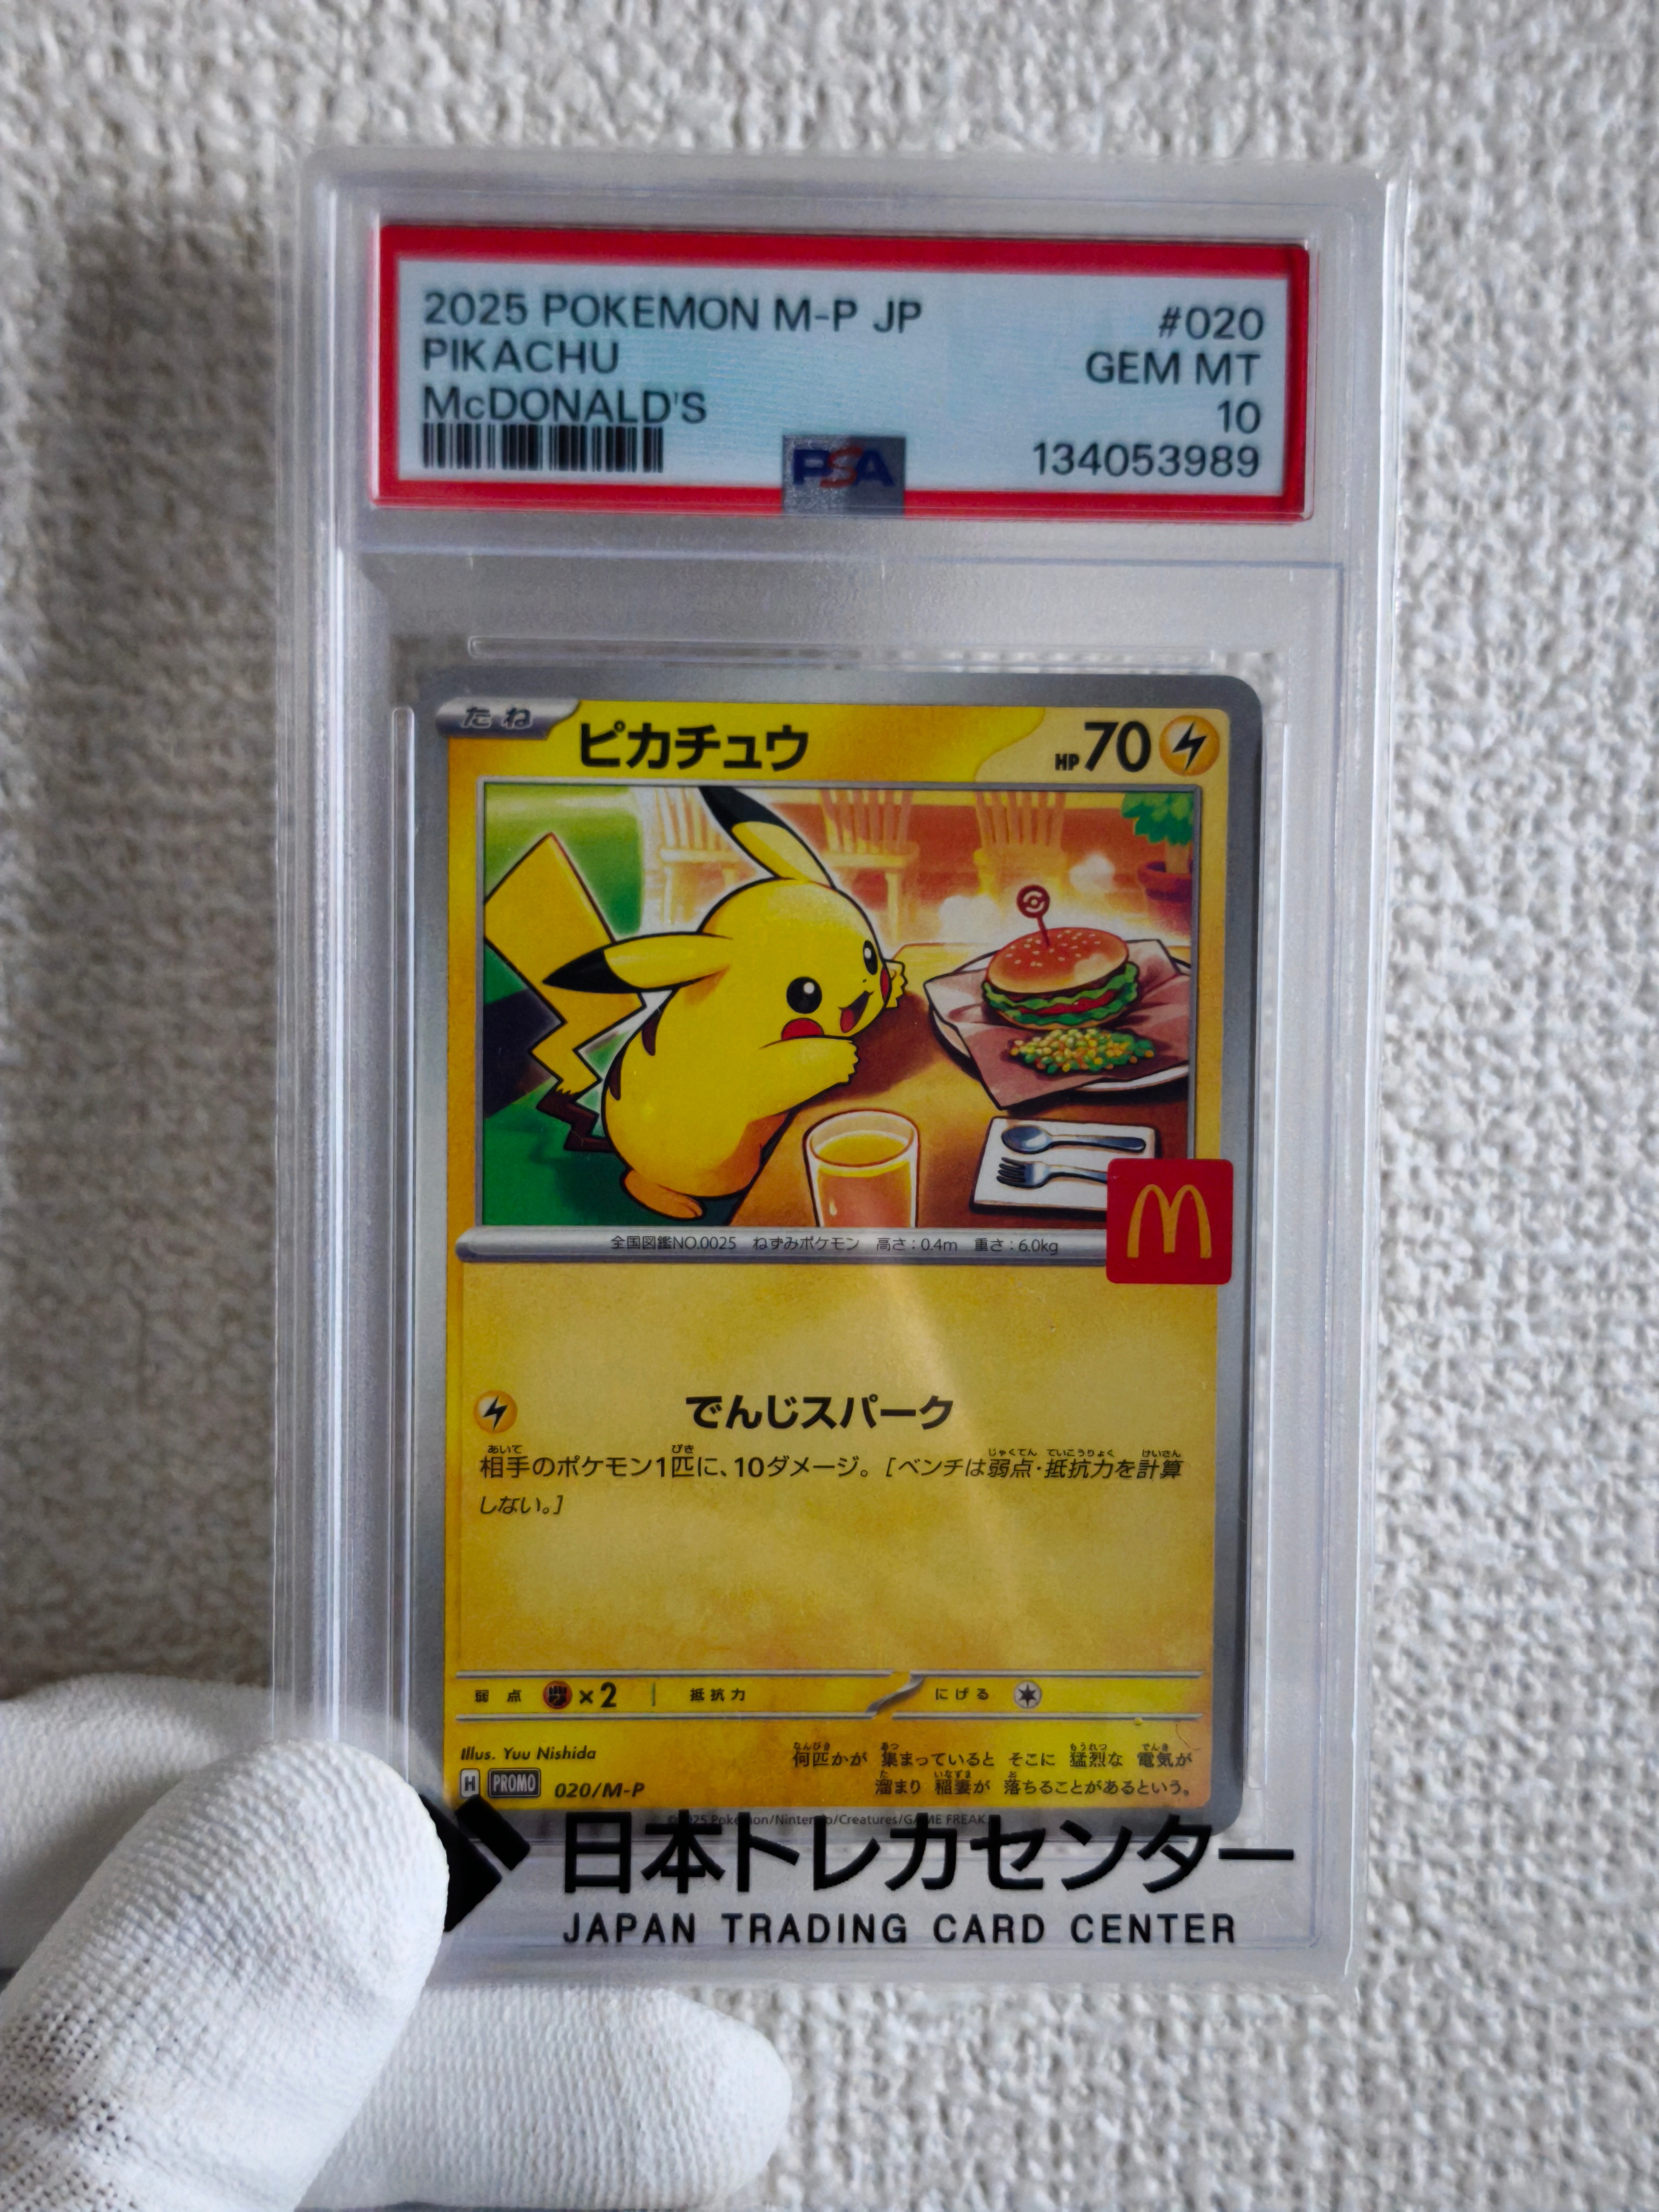 2025 POKEMON M-P JP #020
PIKACHU GEM MT
McDONALD'S 10
PSA 134053989
たね ピカチュウ HP70
全国図鑑NO.0025 ねずみポケモン 高さ:0.4m 重さ:6.0kg
でんじスパーク
相手のポケモン1匹に、10ダメージ。[ベンチは弱点・抵抗力を計算
しない。]
弱点 ×2 抵抗力 にげる
Illus. Yuu Nishida
H PROMO 020/M-P
何匹かが 集まっていると そこに 猛烈な 電気が
溜まり 稲妻が 落ちることがあるという。
©2025 Pokémon/Nintendo/Creatures/GAME FREAK
日本トレカセンター
JAPAN TRADING CARD CENTER